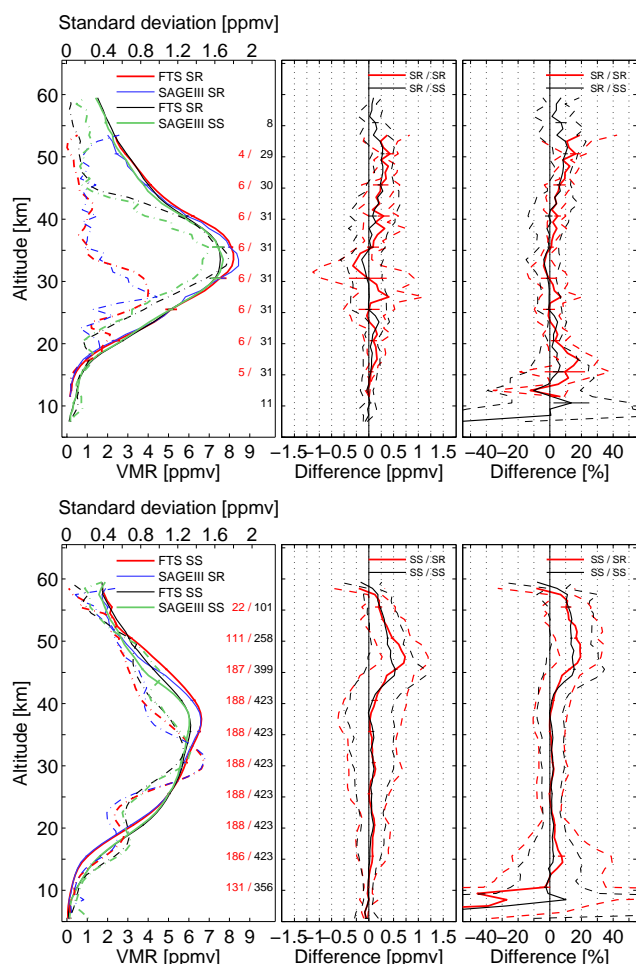 Standard deviation [ppmv]
0 0.4 0.8 1.2 1.6 2
FTS SR
SAGEIII SR
FTS SR
SAGEIII SS
SR / SR
SR / SS
SR / SR
SR / SS
Altitude [km]
60
50
40
30
20
10
8
4 / 29
6 / 30
6 / 31
6 / 31
6 / 31
6 / 31
6 / 31
5 / 31
11
0 1 2 3 4 5 6 7 8 9
−1.5−1−0.5 0 0.5 1 1.5
−40−20 0 20 40
VMR [ppmv]
Difference [ppmv]
Difference [%]
Standard deviation [ppmv]
0 0.4 0.8 1.2 1.6 2
FTS SS
SAGEIII SR
FTS SS
SAGEIII SS
SS / SR
SS / SS
SS / SR
SS / SS
Altitude [km]
60
50
40
30
20
10
22 / 101
111 / 258
187 / 399
188 / 423
188 / 423
188 / 423
188 / 423
188 / 423
186 / 423
131 / 356
0 1 2 3 4 5 6 7 8 9
−1.5−1−0.5 0 0.5 1 1.5
−40−20 0 20 40
VMR [ppmv]
Difference [ppmv]
Difference [%]